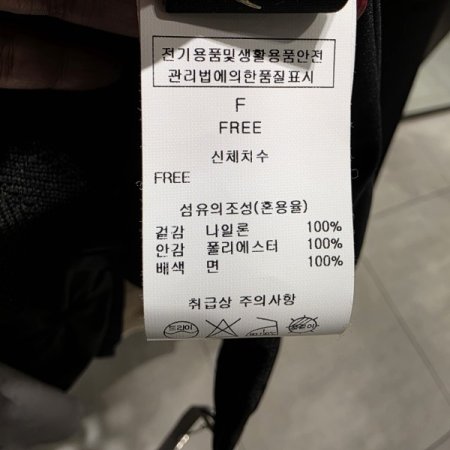 전기용품및생활용품안전
관리법에의한품질표시
F
FREE
신체치수
FREE
섬유의조성(혼용율)
겉감 나일론 100%
안감 폴리에스터 100%
배색 면 100%
취급상 주의사항
드라이